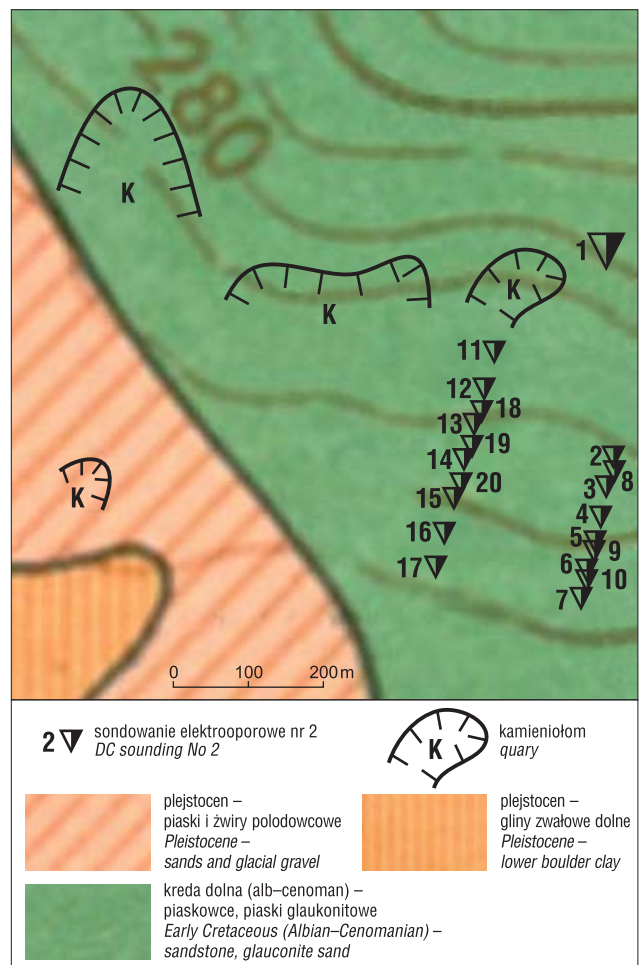 280
K
1
K
K
11
12
18
13
19
14
2
8
20
3
15
4
16
5
9
6
17
10
7
K
0 100 200 m
2 sondowanie elektrooporowe nr 2
DC sounding No 2
K
kamieniołom
quary
plejstocen –
piaski i żwiry polodowcowe
Pleistocene –
sands and glacial gravel
plejstocen –
gliny zwałowe dolne
Pleistocene –
lower boulder clay
kreda dolna (alb–cenoman) –
piaskowce, piaski glaukonitowe
Early Cretaceous (Albian–Cenomanian) –
sandstone, glauconite sand